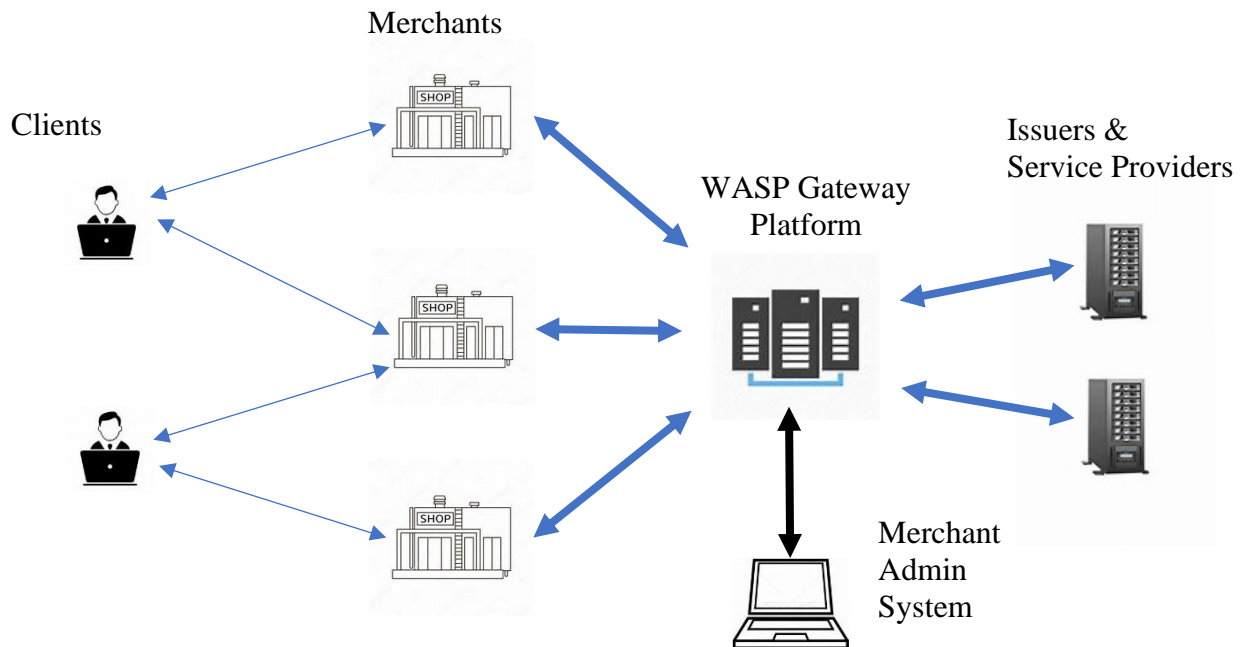 Merchants
SHOP
Clients
Issuers &
Service Providers
WASP Gateway
Platform
SHOP
SHOP
Merchant
Admin
System